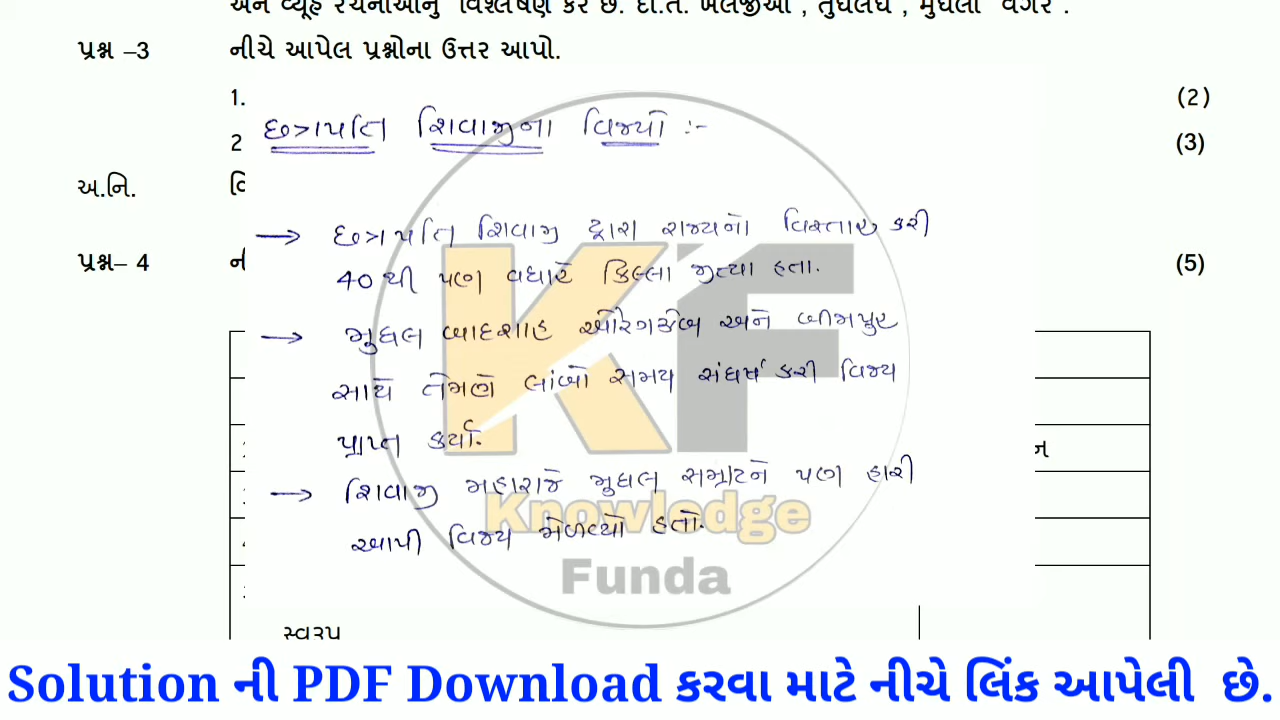 અને વ્યૂહ રચનાઓનું વિશ્લેષણ કરે છે. દા.ત. ખલજીઓ , તુઘલઘ , મુઘલો વગેરે .
પ્રશ્ન –3 નીચે આપેલ પ્રશ્નોના ઉત્તર આપો.
1. (2)
છત્રપતિ શિવાજીના વિજયો :-
2 (3)
અ.નિ. વિ
→ છત્રપતિ શિવાજી દ્વારા રાજ્યનો વિસ્તાર કરી
પ્રશ્ન– 4 ની (5)
40 થી પણ વધારે કિલ્લા જીત્યા હતા.
→ મુઘલ બાદશાહ ઔરંગઝેબ અને બીજાપુર
સાથે તેમણે લાંબો સમય સંઘર્ષ કરી વિજય
પ્રાપ્ત કર્યા.
ન
→ શિવાજી મહારાજે મુઘલ સમ્રાટને પણ હારી
આપી વિજય મેળવ્યો હતો.
Knowledge
Funda
સ્વરૂપ
Solution ની PDF Download કરવા માટે નીચે લિંક આપેલી છે.